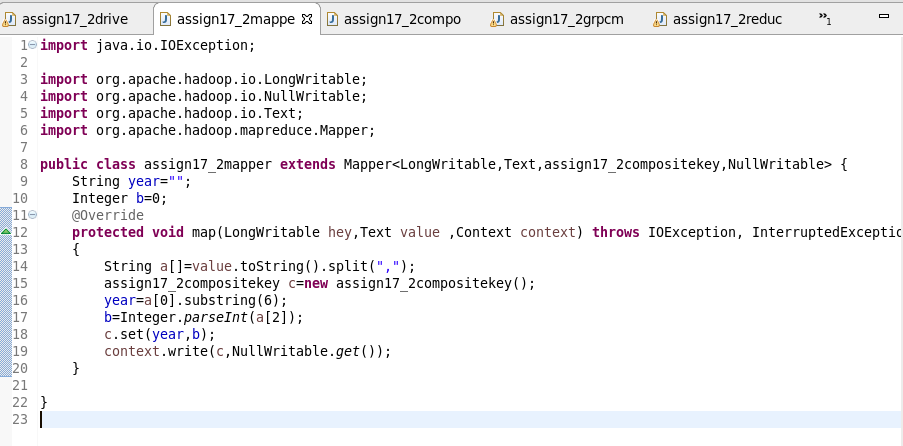 assign17_2drive assign17_2mappe assign17_2compo assign17_2grpcm assign17_2reduc »1
1 import java.io.IOException;
2
3 import org.apache.hadoop.io.LongWritable;
4 import org.apache.hadoop.io.NullWritable;
5 import org.apache.hadoop.io.Text;
6 import org.apache.hadoop.mapreduce.Mapper;
7
8 public class assign17_2mapper extends Mapper<LongWritable,Text,assign17_2compositekey,NullWritable> {
9 String year="";
10 Integer b=0;
11 @Override
12 protected void map(LongWritable hey,Text value ,Context context) throws IOException, InterruptedExceptio
13 {
14 String a[]=value.toString().split(",");
15 assign17_2compositekey c=new assign17_2compositekey();
16 year=a[0].substring(6);
17 b=Integer.parseInt(a[2]);
18 c.set(year,b);
19 context.write(c,NullWritable.get());
20 }
21
22 }
23